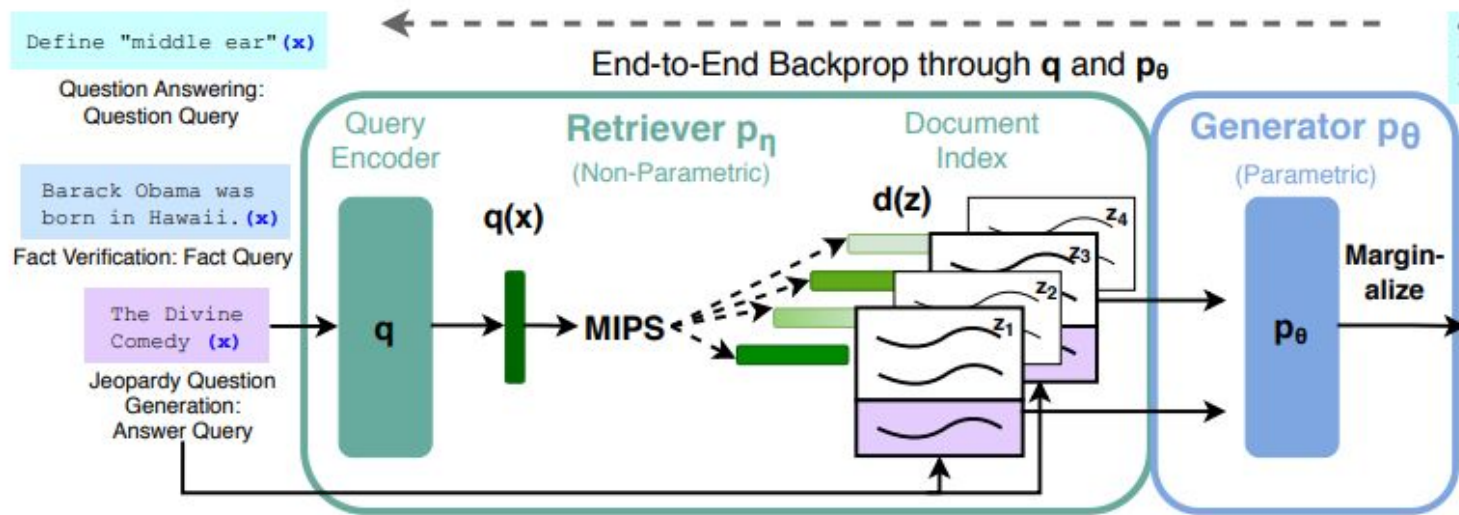 Define "middle ear" (x)
Question Answering:
Question Query
Barack Obama was
born in Hawaii. (x)
Fact Verification: Fact Query
The Divine
Comedy (x)
Jeopardy Question
Generation:
Answer Query
End-to-End Backprop through q and pθ
Query
Encoder
Retriever pη
(Non-Parametric)
Document
Index
q
q(x)
MIPS
d(z)
z4
z3
z2
z1
Generator pθ
(Parametric)
pθ
Margin-
alize